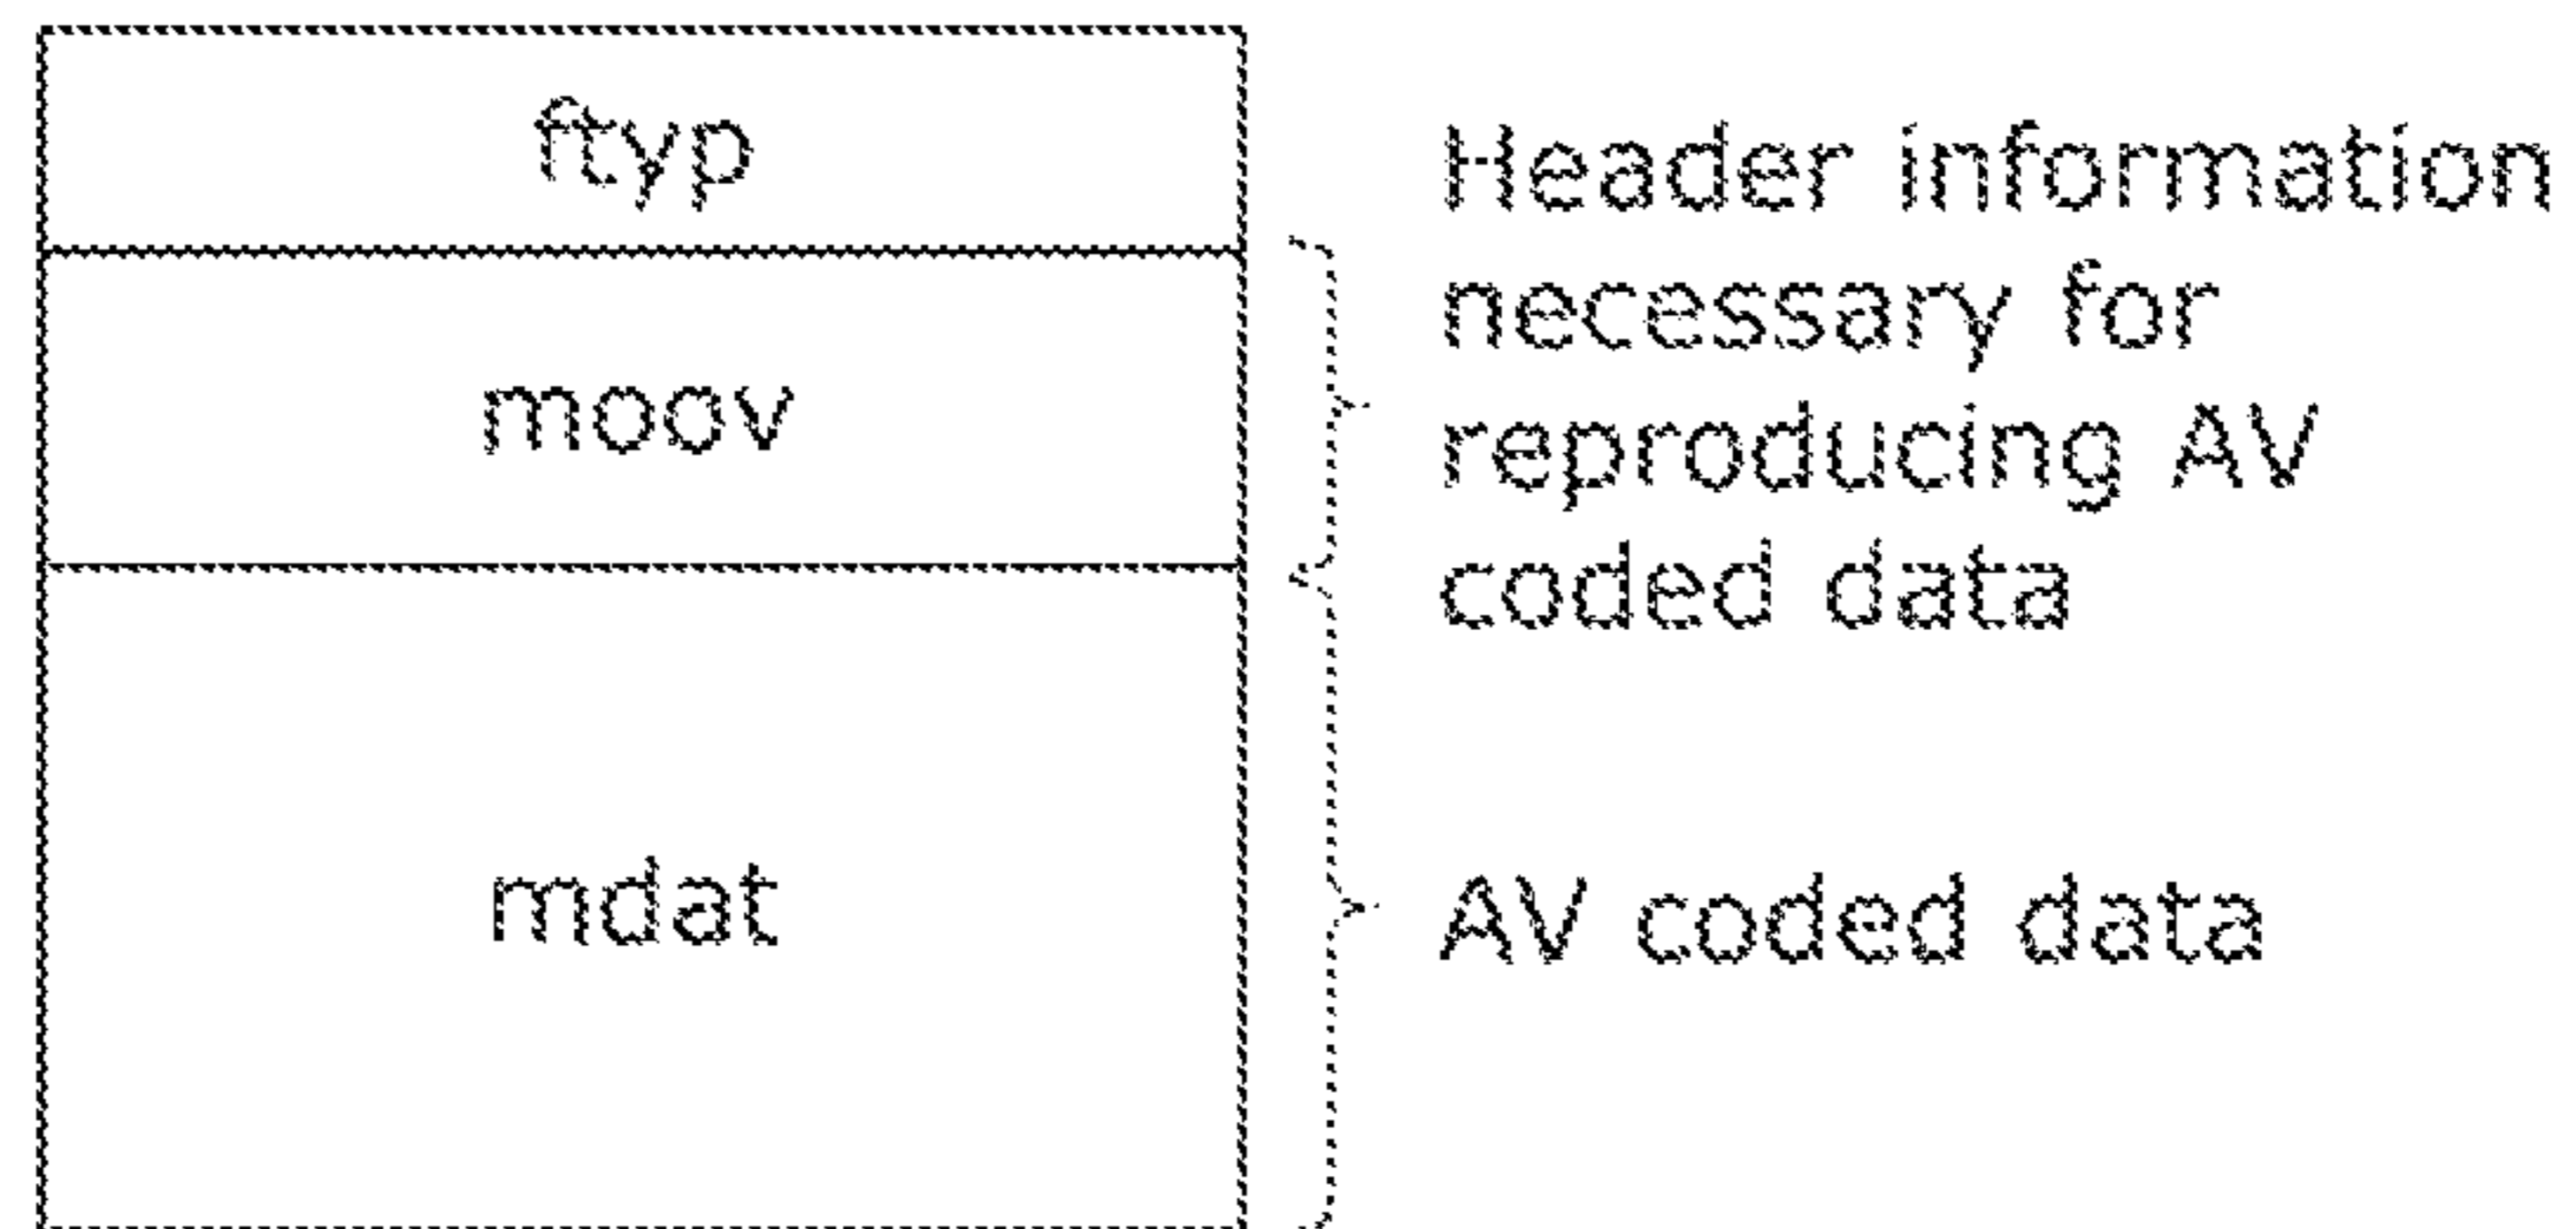 ftyp
moov
mdat
Header information
necessary for
reproducing AV
coded data
AV coded data